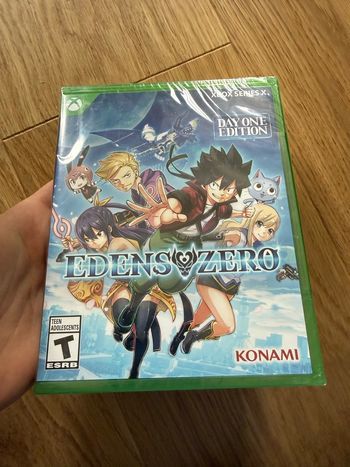 XBOX SERIES X
DAY ONE
EDITION
EDENS ZERO
TEEN
ADOLESCENTS
T
ESRB
KONAMI